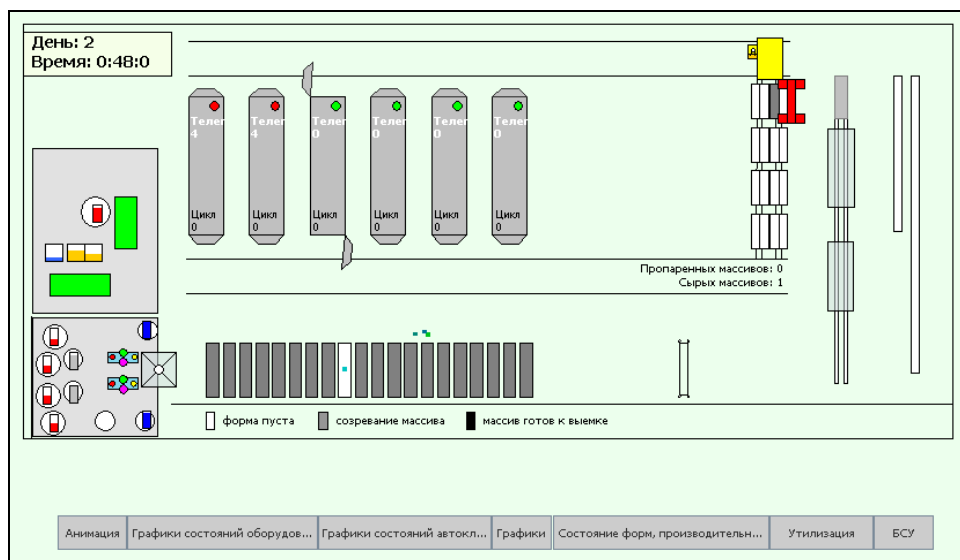 День: 2
Время: 0:48:0
Телег
4
Телег
4
Телег
0
Телег
0
Телег
0
Телег
0
Цикл
0
Цикл
0
Цикл
0
Цикл
0
Цикл
0
Цикл
0
Пропаренных массивов: 0
Сырых массивов: 1
форма пуста
созревание массива
массив готов к выемке
Анимация
Графики состояний оборудов...
Графики состояний автокл...
Графики
Состояние форм, производительн...
Утилизация
БСУ